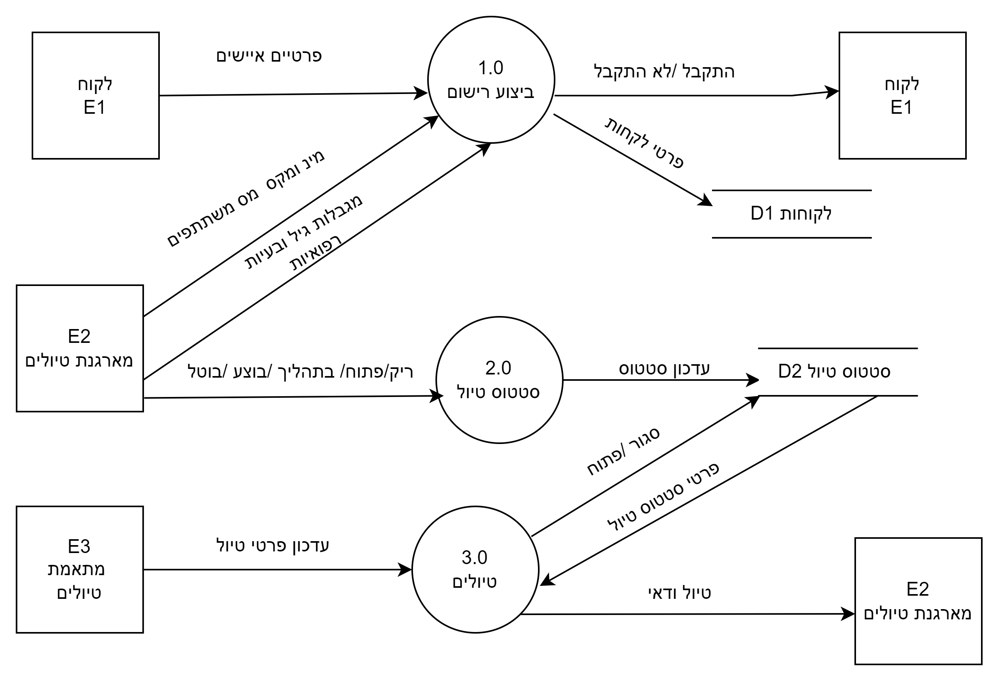 לקוח
E1
פרטיים איישים
1.0
ביצוע רישום
התקבל /לא התקבל
לקוח
E1
פרטי לקחות
לקוחות D1
מינ ומקס  מס משתתפים
מגבלות גיל ובעיות
רפואיות
E2
מארגנת טיולים
ריק/פתוח/ בתהליך /בוצע /בוטל
2.0
סטטוס טיול
עדכון סטטוס
סטטוס טיול D2
סגור /פתוח
פרטי סטטוס טיול
E3
מתאמת
טיולים
עדכון פרטי טיול
3.0
טיולים
טיול ודאי
E2
מארגנת טיולים